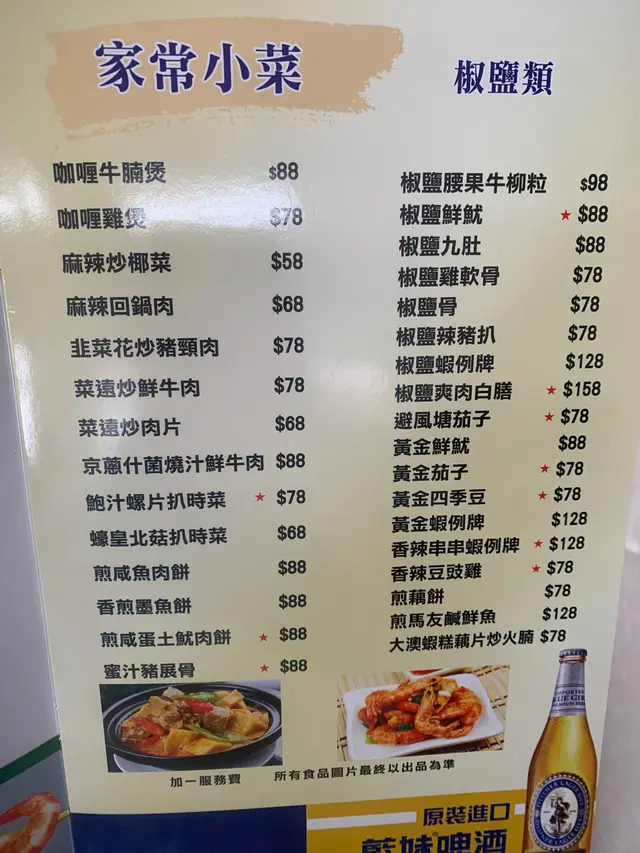 家常小菜
咖喱牛腩煲 $88
咖喱雞煲 $78
麻辣炒椰菜 $58
麻辣回鍋肉 $68
韭菜花炒豬頸肉 $78
菜遠炒鮮牛肉 $78
菜遠炒肉片 $68
京蔥什菌燒汁鮮牛肉 $88
鮑汁螺片扒時菜 ★ $78
蠔皇北菇扒時菜 $68
煎咸魚肉餅 $88
香煎墨魚餅 $88
煎咸蛋土魷肉餅 ★ $88
蜜汁豬展骨 ★ $88
椒鹽類
椒鹽腰果牛柳粒 $98
椒鹽鮮魷 ★ $88
椒鹽九肚 $88
椒鹽雞軟骨 $78
椒鹽骨 $78
椒鹽辣豬扒 $78
椒鹽蝦例牌 $128
椒鹽爽肉白膳 ★ $158
避風塘茄子 ★ $78
黃金鮮魷 $88
黃金茄子 ★ $78
黃金四季豆 ★ $78
黃金蝦例牌 $128
香辣串串蝦例牌 ★ $128
香辣豆豉雞 ★ $78
煎藕餅 $78
煎馬友鹹鮮魚 $128
大澳蝦糕藕片炒火腩 $78
加一服務費 所有食品圖片最終以出品為準
原裝進口
藍妹啤酒
IMPORTED
BLUE GIRL
PREMIUM BEER